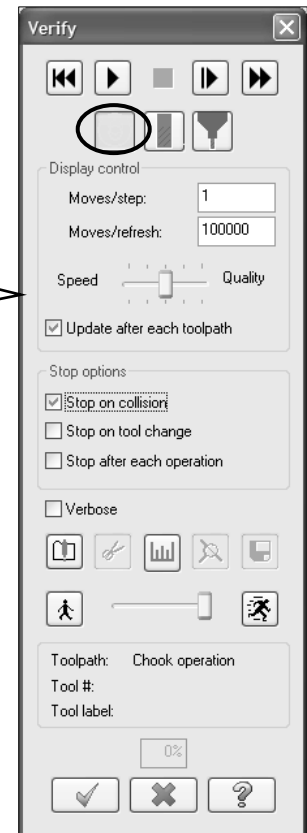 Verify
Display control
Moves/step: 1
Moves/refresh: 100000
Speed Quality
Update after each toolpath
Stop options
Stop on collision
Stop on tool change
Stop after each operation
Verbose
Toolpath: Chook operation
Tool #:
Tool label:
0%
?